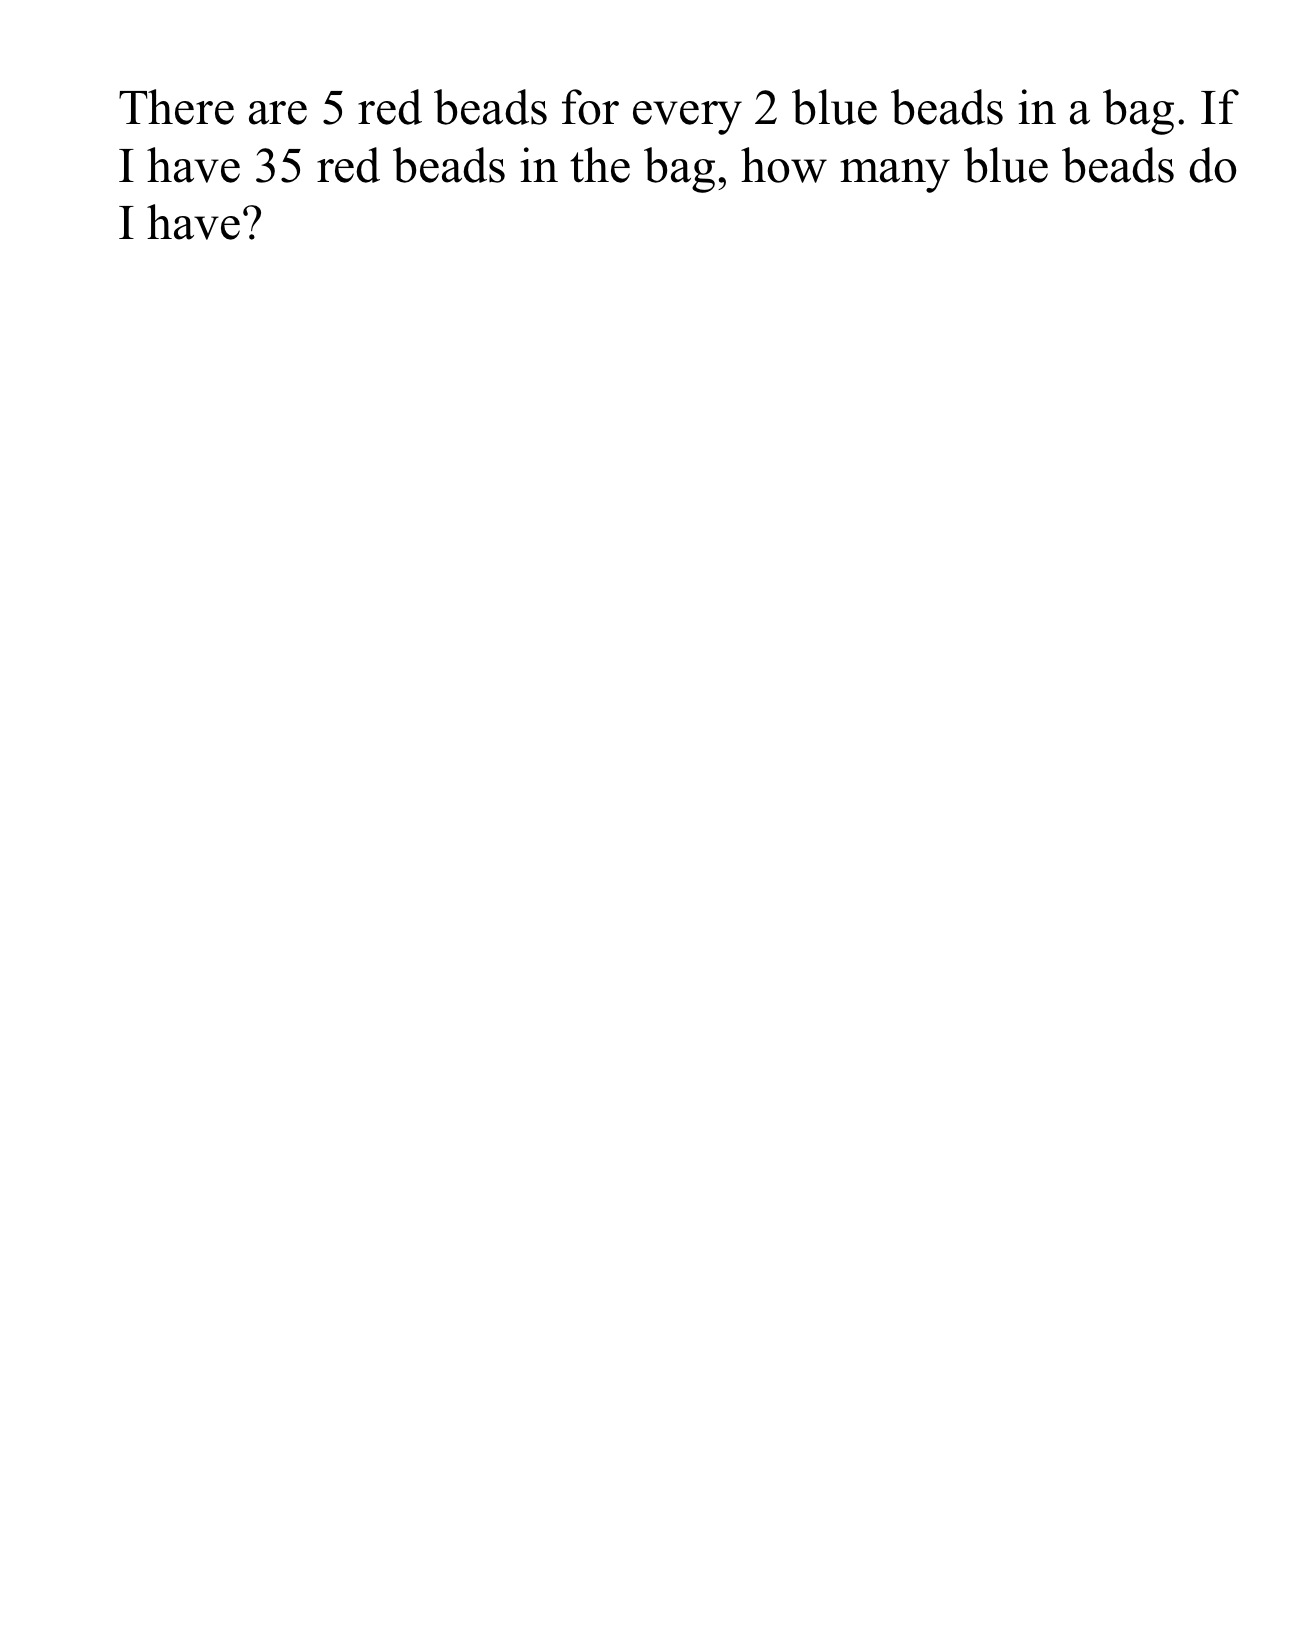 There are 5 red beads for every 2 blue beads in a bag. If
I have 35 red beads in the bag, how many blue beads do
I have?